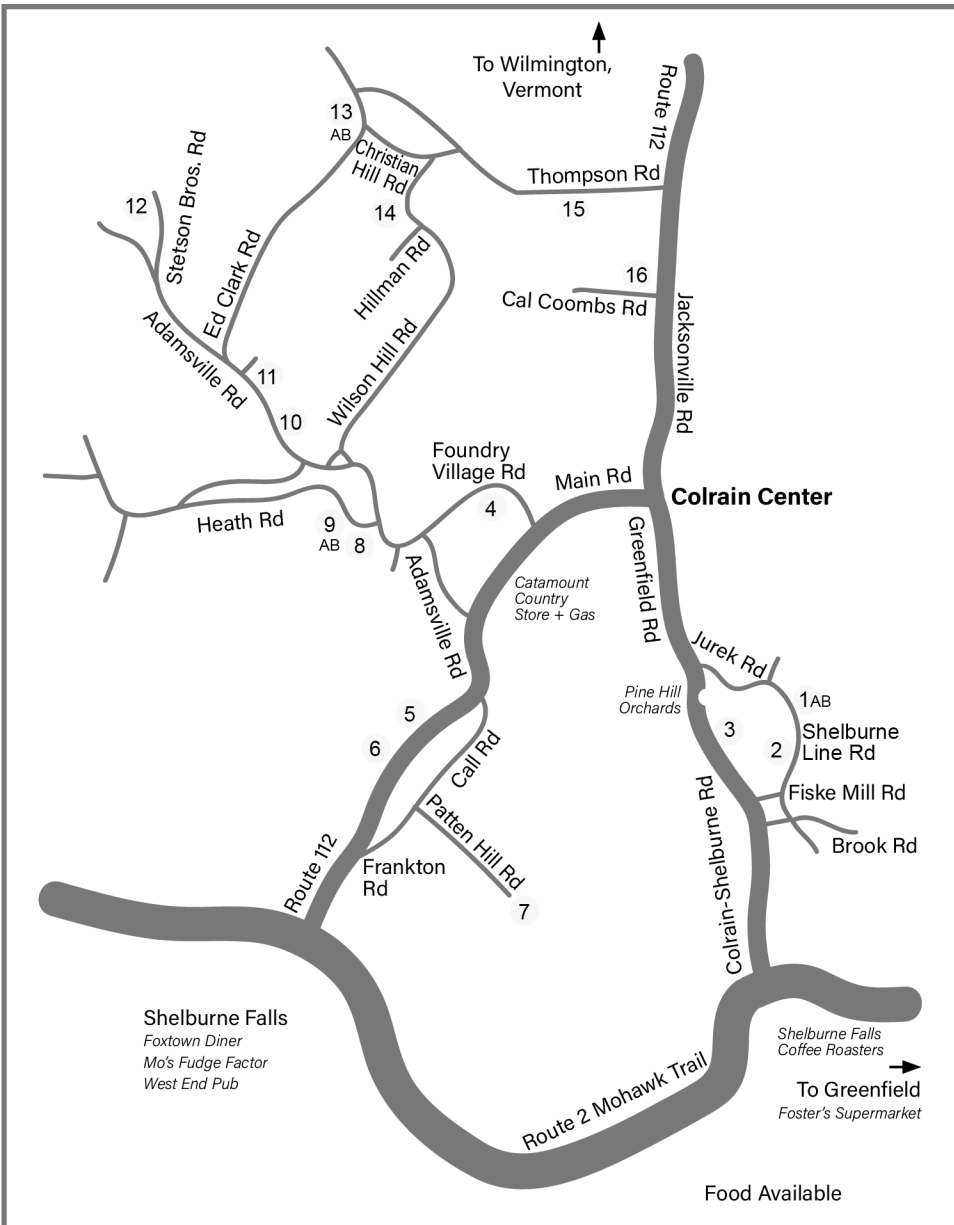 To Wilmington,
Vermont
Route 112
13
AB
Christian
Hill Rd
Thompson Rd
12
Stetson Bros. Rd
14
15
Ed Clark Rd
Hillman Rd
16
Cal Coombs Rd
Adamsville Rd
Wilson Hill Rd
Jacksonville Rd
11
10
Foundry
Village Rd
Main Rd
4
Colrain Center
Heath Rd
9
AB
8
Adamsville Rd
Catamount
Country
Store + Gas
Greenfield Rd
Jurek Rd
Pine Hill
Orchards
1AB
5
3
2
Shelburne
Line Rd
6
Call Rd
Fiske Mill Rd
Patten Hill Rd
Brook Rd
Route 112
Frankton
Rd
7
Colrain-Shelburne Rd
Shelburne Falls
Foxtown Diner
Mo's Fudge Factor
West End Pub
Shelburne Falls
Coffee Roasters
Route 2 Mohawk Trail
To Greenfield
Foster's Supermarket
Food Available